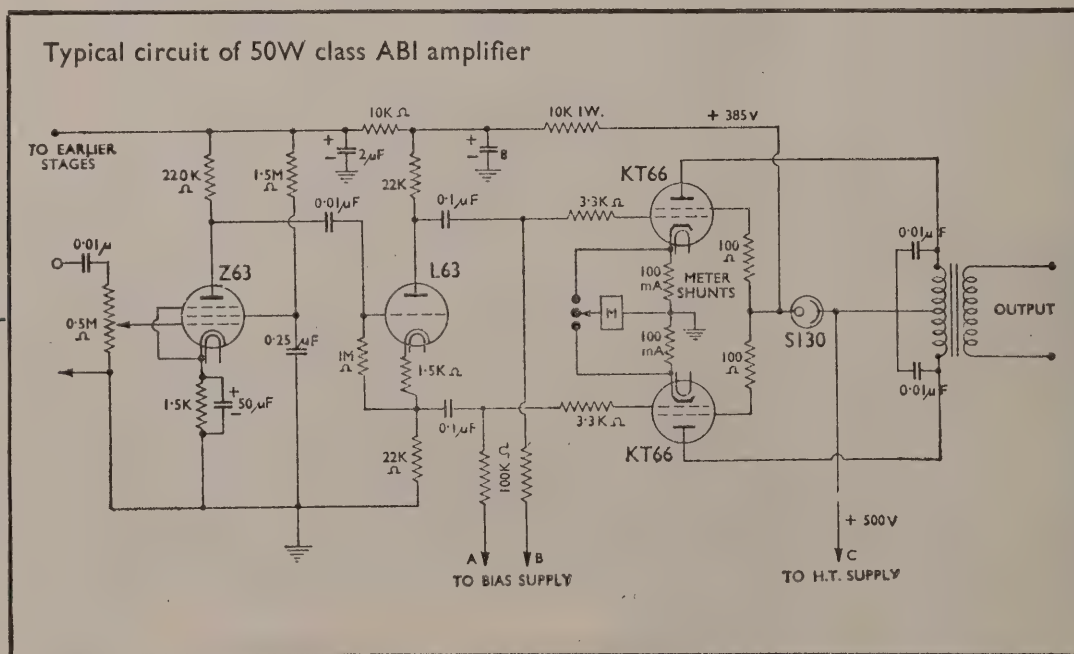 Typical circuit of 50W class ABI amplifier
10K Ω
10K 1W.
+ 385V
TO EARLIER
STAGES
220K
Ω
1.5M
Ω
+
−
2μF
22K
+
−
8
KT66
0·01μF
0·1μF
3·3K Ω
0·01μ
Z63
L63
100
mA
METER
SHUNTS
100
Ω
0·01μF
0·5M
Ω
0·25 μF
M
S130
OUTPUT
1M
Ω
1·5K Ω
100
mA
100
Ω
0·01μF
1·5K
+
−
50μF
0·1μF
3·3K Ω
22K
Ω
100K Ω
KT66
+ 500V
A
B
C
TO BIAS SUPPLY
TO H.T. SUPPLY